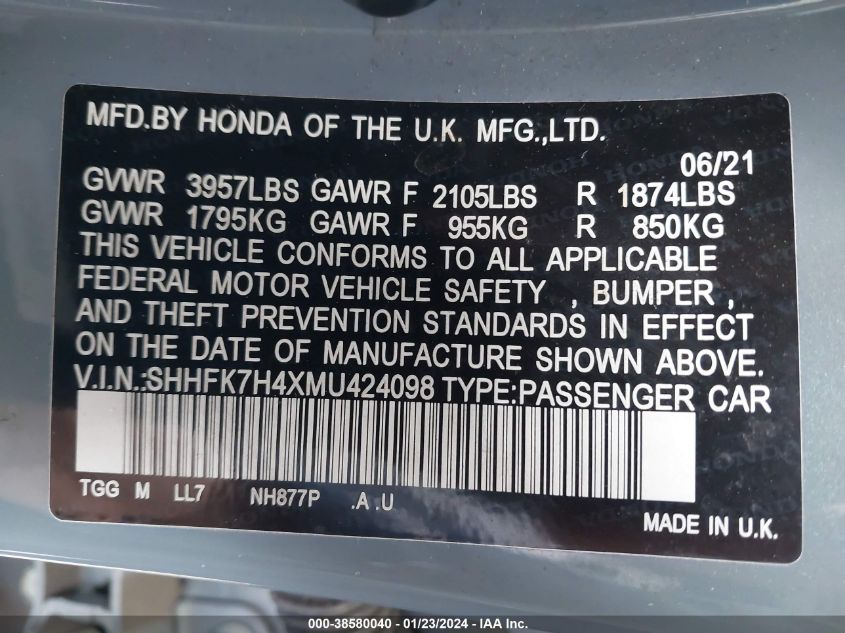 MFD.BY HONDA OF THE U.K. MFG.,LTD.
06/21
GVWR 3957LBS GAWR F 2105LBS R 1874LBS
GVWR 1795KG GAWR F 955KG R 850KG
THIS VEHICLE CONFORMS TO ALL APPLICABLE
FEDERAL MOTOR VEHICLE SAFETY , BUMPER ,
AND THEFT PREVENTION STANDARDS IN EFFECT
ON THE DATE OF MANUFACTURE SHOWN ABOVE.
V.I.N.:SHHFK7H4XMU424098 TYPE:PASSENGER CAR
TGG M LL7 NH877P .A .U
MADE IN U.K.
000-38580040 - 01/23/2024 - IAA Inc.